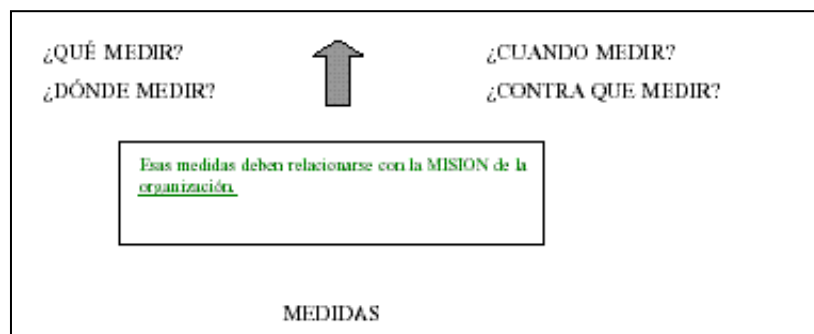 ¿QUÉ MEDIR?
¿CUANDO MEDIR?
¿DÓNDE MEDIR?
¿CONTRA QUE MEDIR?
Esas medidas deben relacionarse con la MISION de la
organización.
MEDIDAS